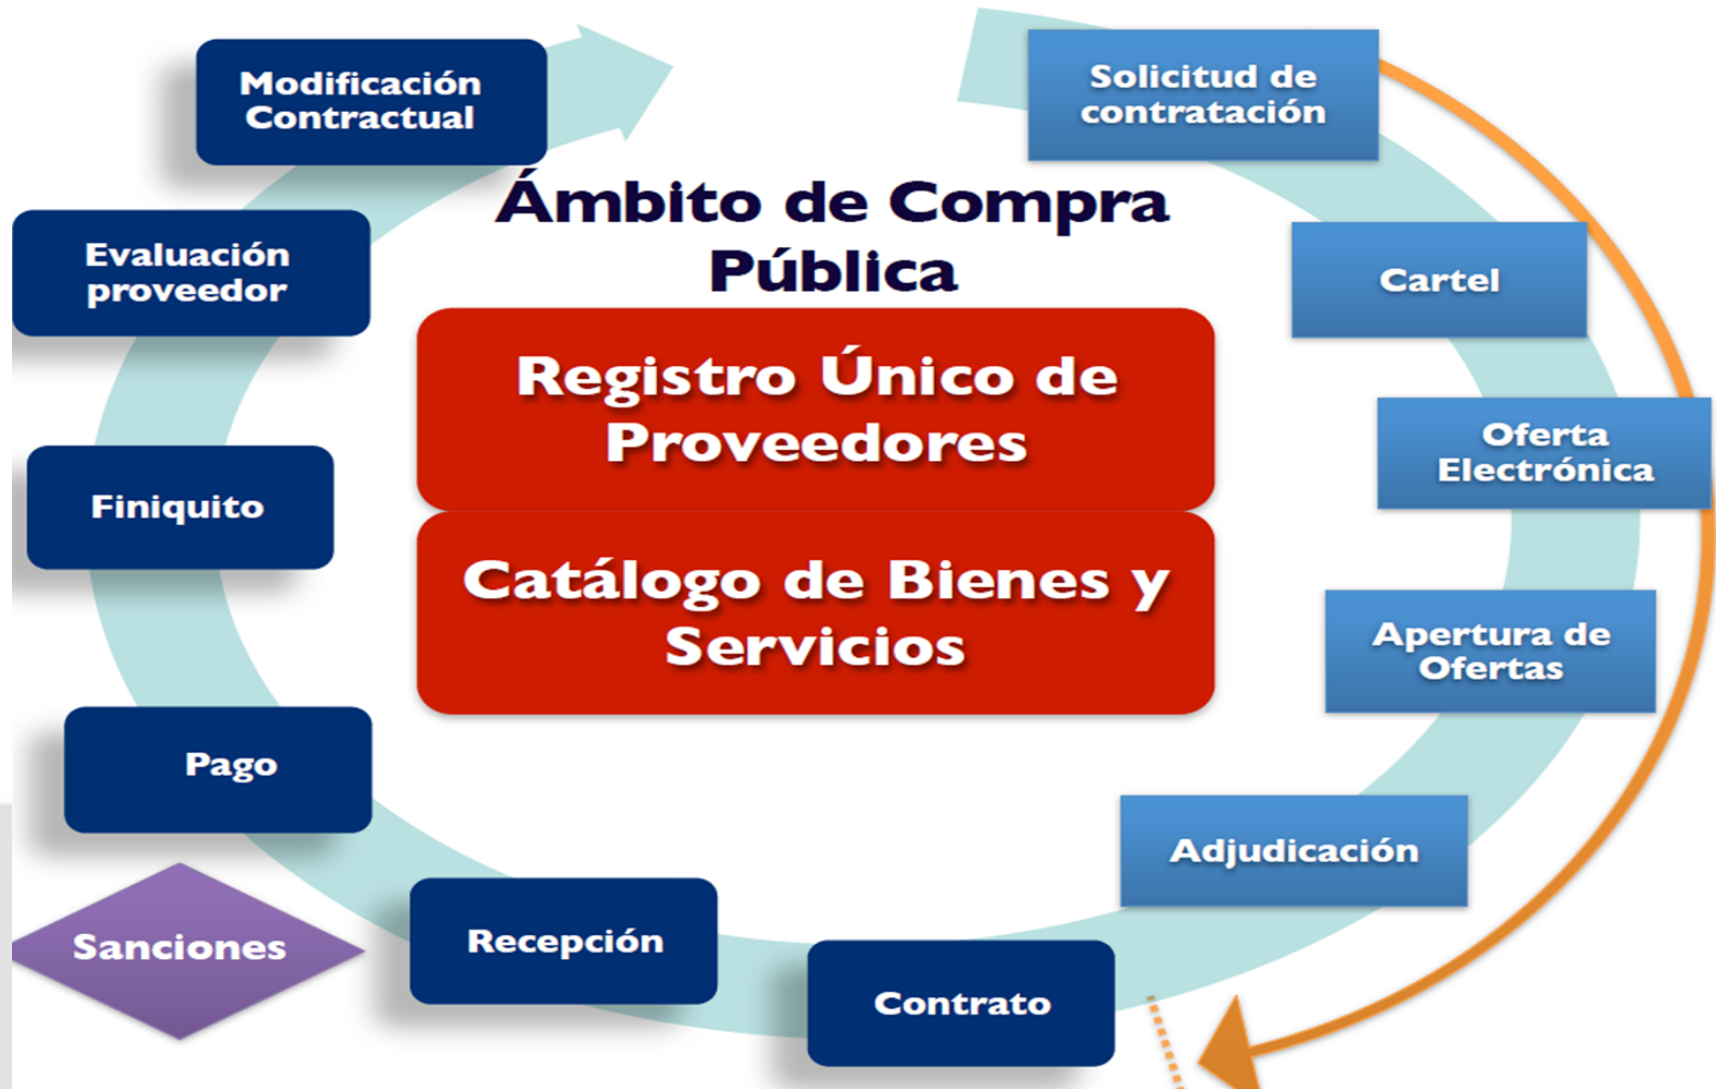 Ámbito de Compra
Pública
Registro Único de
Proveedores
Catálogo de Bienes y
Servicios
Solicitud de
contratación
Cartel
Oferta
Electrónica
Apertura de
Ofertas
Adjudicación
Contrato
Recepción
Sanciones
Pago
Finiquito
Evaluación
proveedor
Modificación
Contractual